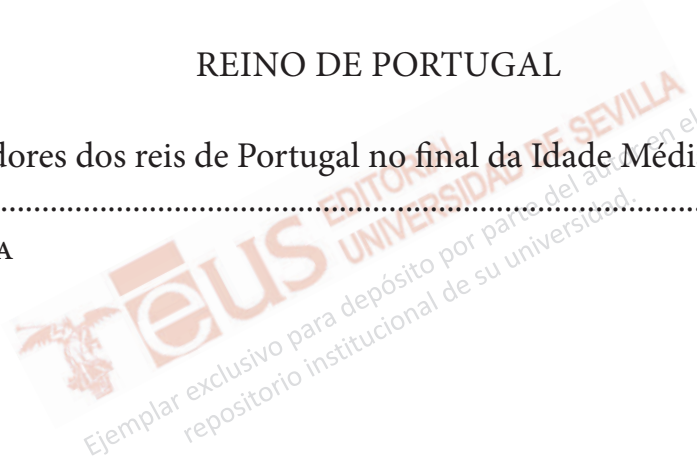 REINO DE PORTUGAL
dores dos reis de Portugal no final da Idade Médi
................................................................................
A
eus EDITORIAL UNIVERSIDAD DE SEVILLA
Ejemplar exclusivo para depósito por parte del autor en el
repositorio institucional de su universidad.